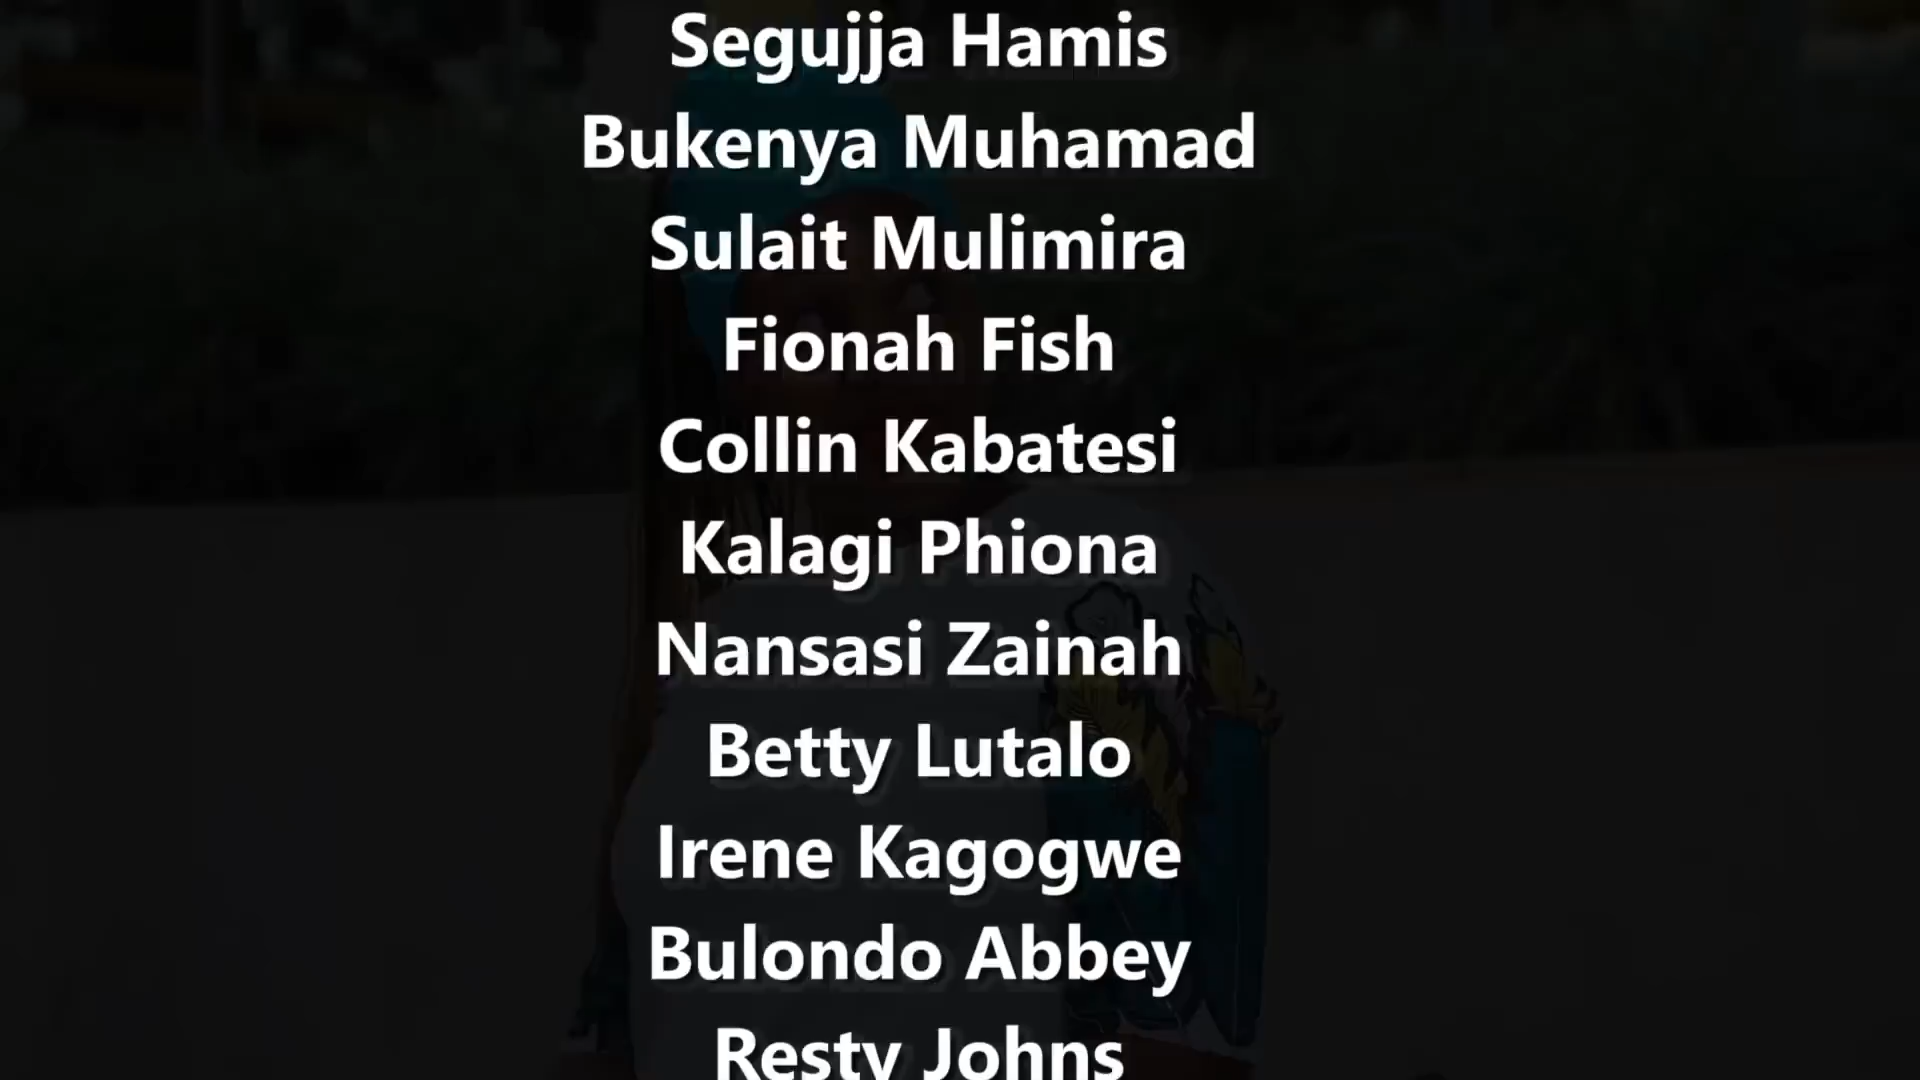 Segujja Hamis
Bukenya Muhamad
Sulait Mulimira
Fionah Fish
Collin Kabatesi
Kalagi Phiona
Nansasi Zainah
Betty Lutalo
Irene Kagogwe
Bulondo Abbey
Resty Johns